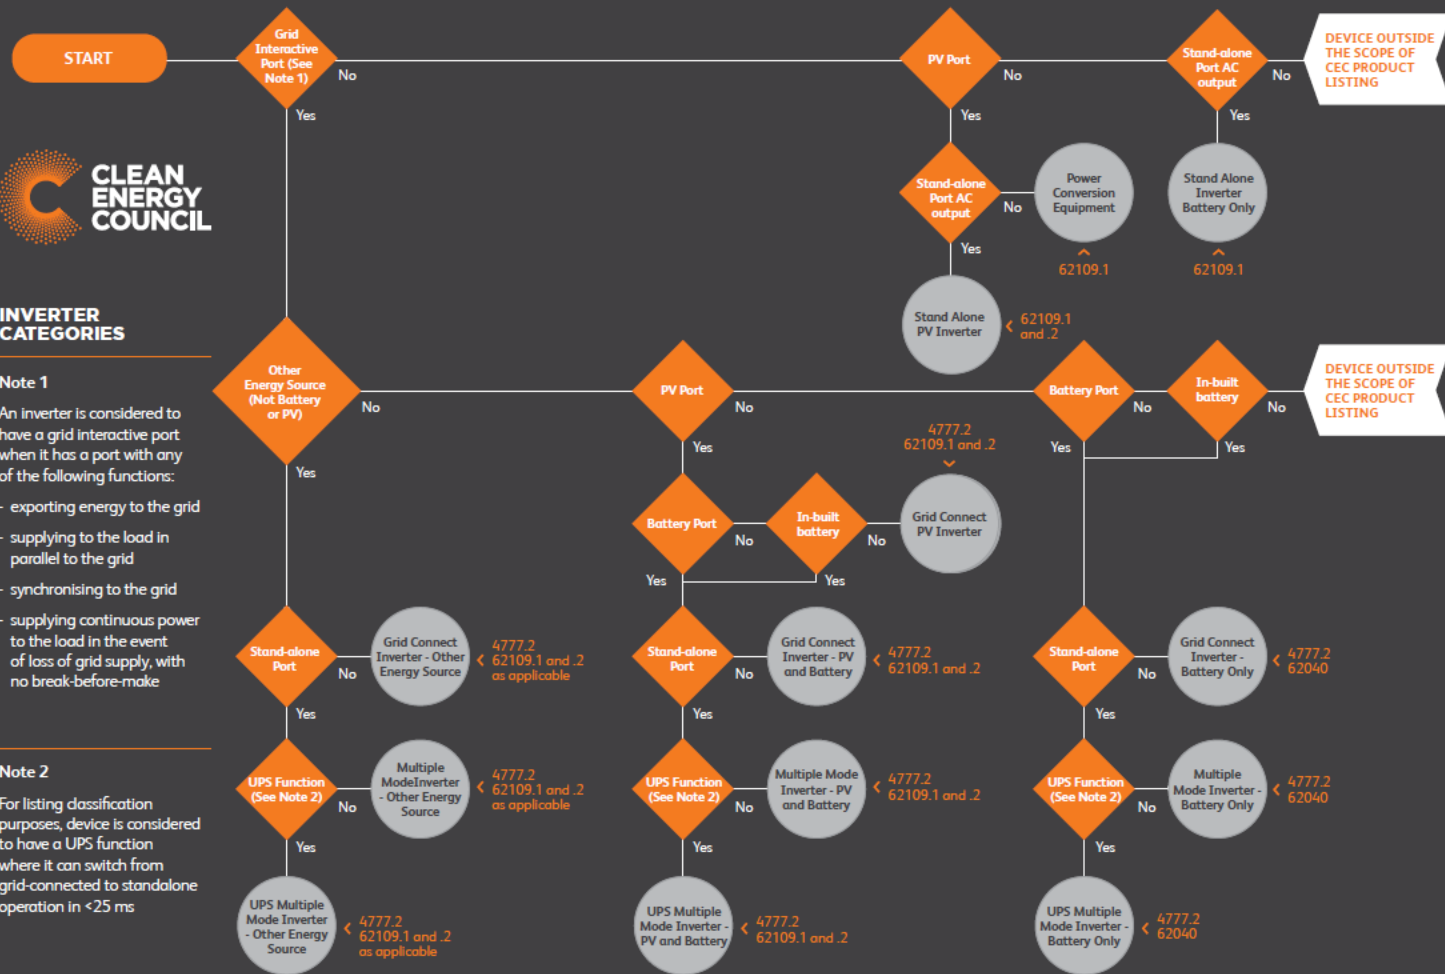 START
Grid
Interactive
Port (See
Note 1)
No
Yes
PV Port
No
Yes
Stand-alone
Port AC
output
No
Yes
DEVICE OUTSIDE
THE SCOPE OF
CEC PRODUCT
LISTING
CLEAN
ENERGY
COUNCIL
Stand-alone
Port AC
output
No
Yes
Power
Conversion
Equipment
62109.1
Stand Alone
Inverter
Battery Only
62109.1
Stand Alone
PV Inverter
62109.1
and .2
INVERTER
CATEGORIES
Note 1
An inverter is considered to
have a grid interactive port
when it has a port with any
of the following functions:
- exporting energy to the grid
- supplying to the load in
parallel to the grid
- synchronising to the grid
- supplying continuous power
to the load in the event
of loss of grid supply, with
no break-before-make
Note 2
For listing classification
purposes, device is considered
to have a UPS function
where it can switch from
grid-connected to standalone
operation in <25 ms
Other
Energy Source
(Not Battery
or PV)
No
Yes
PV Port
No
Yes
Battery Port
No
Yes
In-built
battery
No
Yes
DEVICE OUTSIDE
THE SCOPE OF
CEC PRODUCT
LISTING
Battery Port
No
Yes
In-built
battery
No
Yes
4777.2
62109.1 and .2
Grid Connect
PV Inverter
Stand-alone
Port
No
Yes
Grid Connect
Inverter - Other
Energy Source
4777.2
62109.1 and .2
as applicable
Stand-alone
Port
No
Yes
Grid Connect
Inverter - PV
and Battery
4777.2
62109.1 and .2
Stand-alone
Port
No
Yes
Grid Connect
Inverter -
Battery Only
4777.2
62040
UPS Function
(See Note 2)
No
Yes
Multiple
ModeInverter
- Other Energy
Source
4777.2
62109.1 and .2
as applicable
UPS Function
(See Note 2)
No
Yes
Multiple Mode
Inverter - PV
and Battery
4777.2
62109.1 and .2
UPS Function
(See Note 2)
No
Yes
Multiple
Mode Inverter -
Battery Only
4777.2
62040
UPS Multiple
Mode Inverter
- Other Energy
Source
4777.2
62109.1 and .2
as applicable
UPS Multiple
Mode Inverter -
PV and Battery
4777.2
62109.1 and .2
UPS Multiple
Mode Inverter -
Battery Only
4777.2
62040